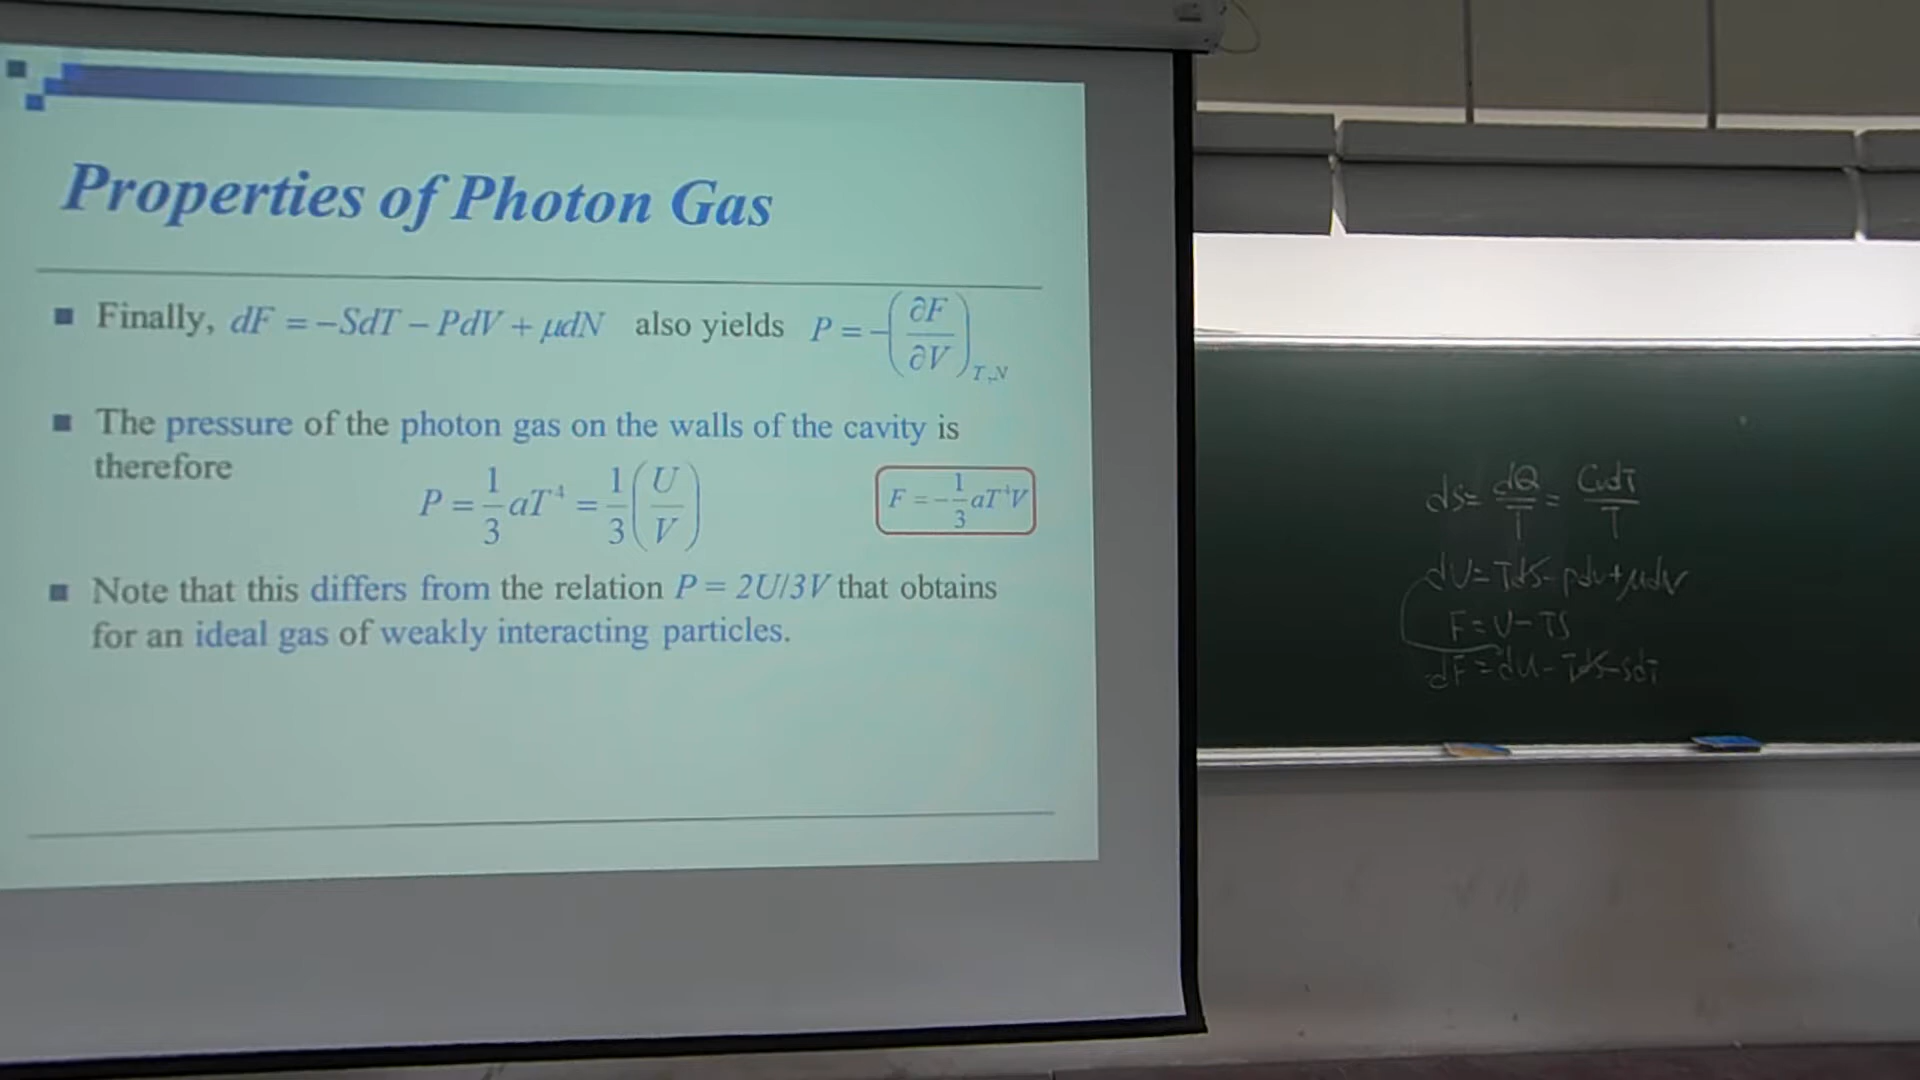 Properties of Photon Gas
Finally, dF = −SdT − PdV + μdN also yields P = −(∂F/∂V)T,N
The pressure of the photon gas on the walls of the cavity is
therefore
P = 1/3 aT⁴ = 1/3 (U/V)
F = −1/3 aT⁴V
Note that this differs from the relation P = 2U/3V that obtains
for an ideal gas of weakly interacting particles.
ds = dQ/T = CvdT/T
dU = TdS − pdv + μdN
F = U − TS
dF = dU − TdS − SdT